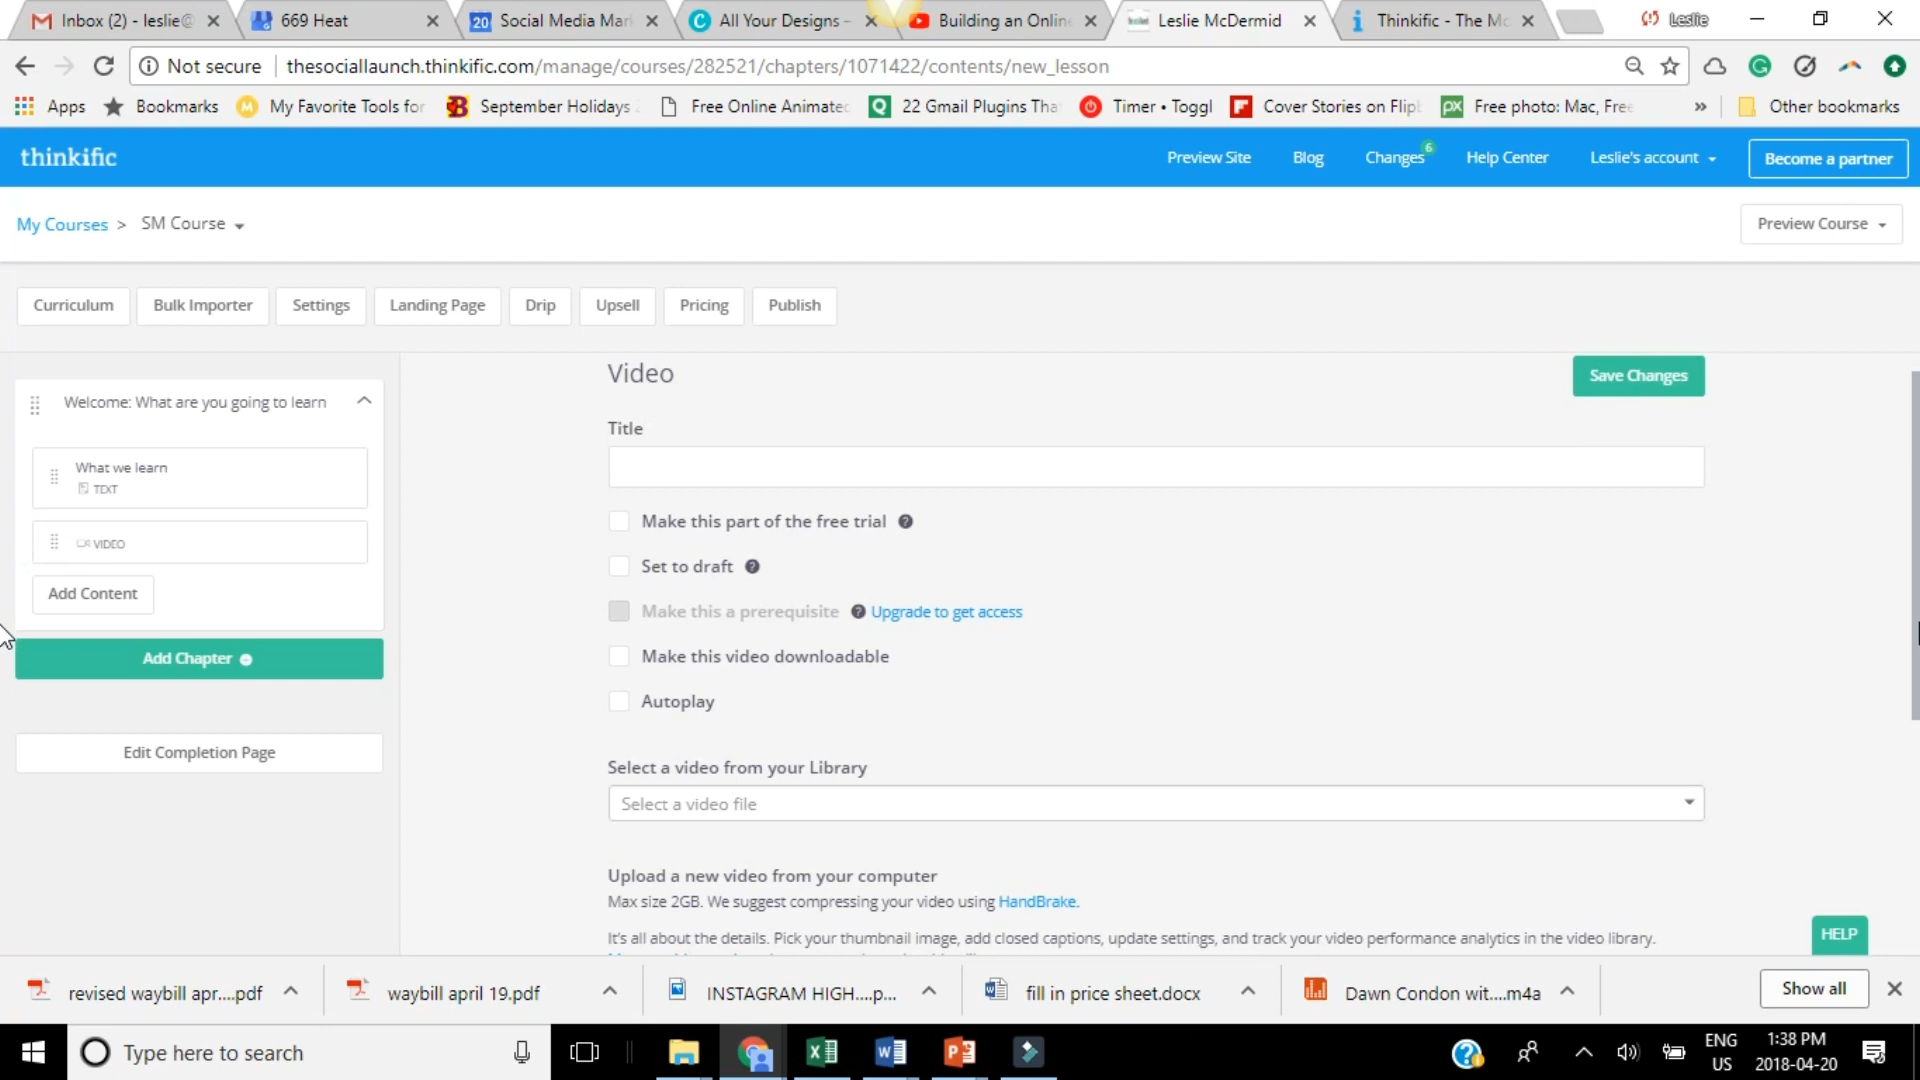 Inbox (2) - leslie@
669 Heat
20 Social Media Mark
All Your Designs –
Building an Onlin
Leslie McDermid
Thinkific - The Mo
Leslie
Not secure thesociallaunch.thinkific.com/manage/courses/282521/chapters/1071422/contents/new_lesson
Apps
Bookmarks
My Favorite Tools for
September Holidays
Free Online Animated
22 Gmail Plugins Tha
Timer • Toggl
Cover Stories on Flip
Free photo: Mac, Free
» Other bookmarks
thinkific
Preview Site
Blog
Changes 6
Help Center
Leslie's account
Become a partner
My Courses > SM Course
Preview Course
Curriculum
Bulk Importer
Settings
Landing Page
Drip
Upsell
Pricing
Publish
Welcome: What are you going to learn
What we learn
TEXT
VIDEO
Add Content
Add Chapter
Edit Completion Page
Video
Save Changes
Title
Make this part of the free trial
Set to draft
Make this a prerequisite Upgrade to get access
Make this video downloadable
Autoplay
Select a video from your Library
Select a video file
Upload a new video from your computer
Max size 2GB. We suggest compressing your video using HandBrake.
It's all about the details. Pick your thumbnail image, add closed captions, update settings, and track your video performance analytics in the video library.
HELP
revised waybill apr....pdf
waybill april 19.pdf
INSTAGRAM HIGH....p...
fill in price sheet.docx
Dawn Condon wit....m4a
Show all
Type here to search
ENG
US
1:38 PM
2018-04-20